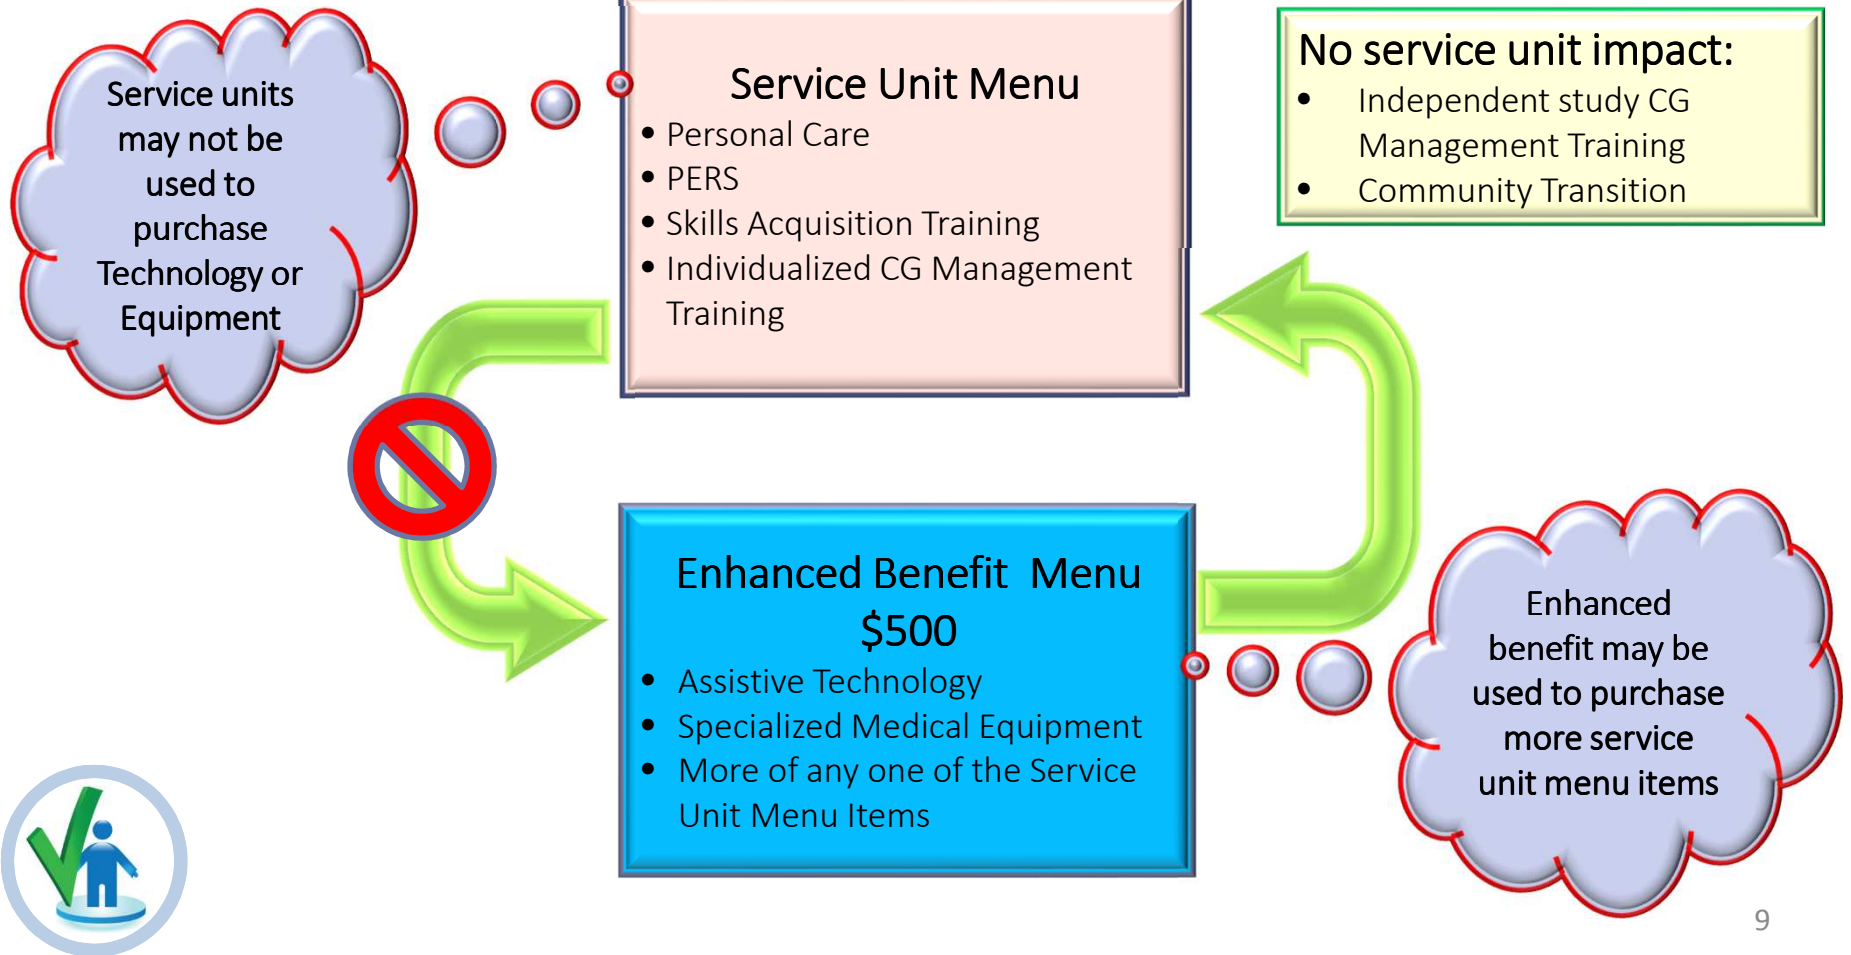 Service units
may not be
used to
purchase
Technology or
Equipment
Service Unit Menu
• Personal Care
• PERS
• Skills Acquisition Training
• Individualized CG Management
Training
No service unit impact:
• Independent study CG
Management Training
• Community Transition
Enhanced Benefit Menu
$500
• Assistive Technology
• Specialized Medical Equipment
• More of any one of the Service
Unit Menu Items
Enhanced
benefit may be
used to purchase
more service
unit menu items
9